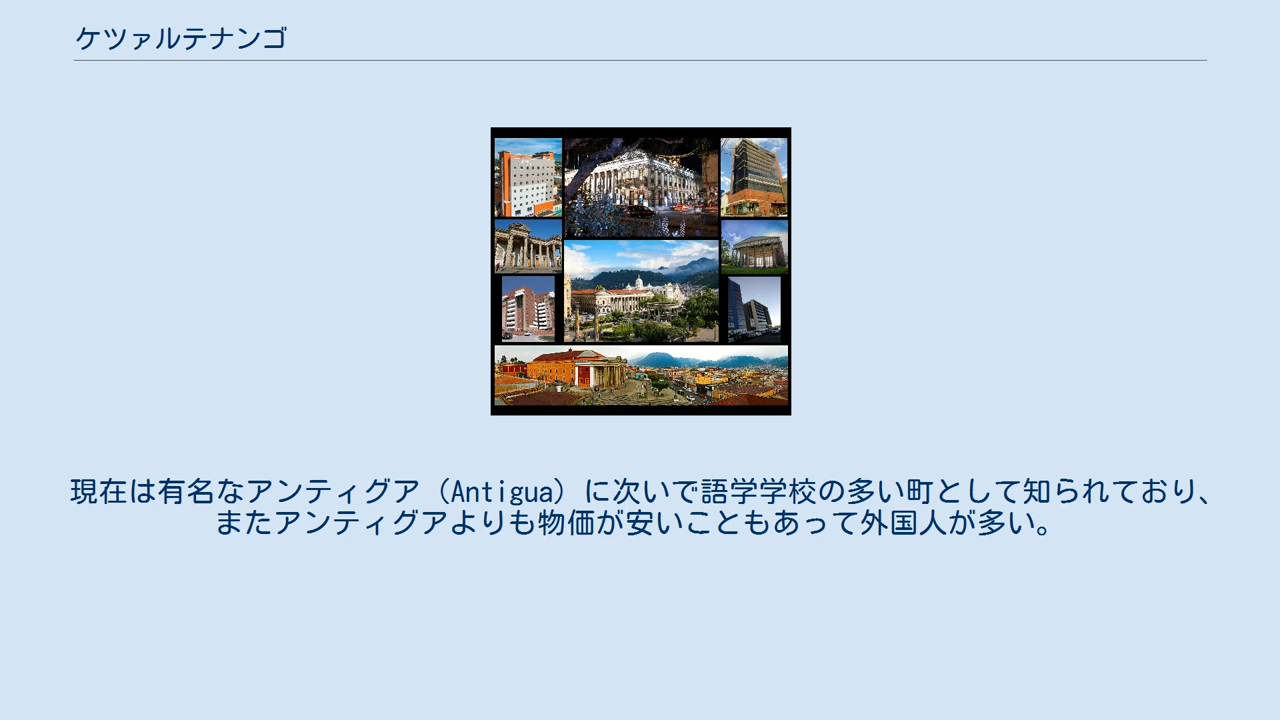 ケツァルテナンゴ
現在は有名なアンティグア（Antigua）に次いで語学学校の多い町として知られており、
またアンティグアよりも物価が安いこともあって外国人が多い。